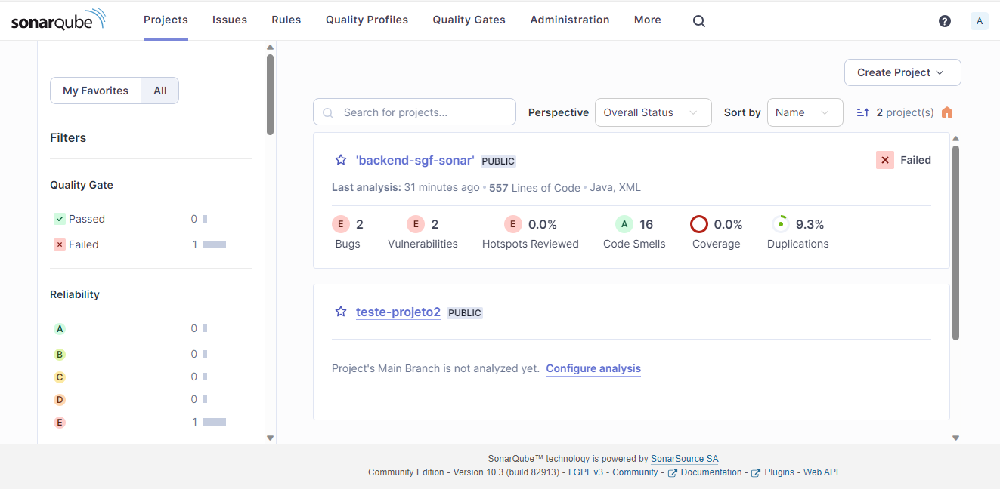 sonarqube Projects Issues Rules Quality Profiles Quality Gates Administration More ? A
My Favorites All
Filters
Quality Gate
Passed 0
Failed 1
Reliability
A 0
B 0
C 0
D 0
E 1
Create Project
Search for projects... Perspective Overall Status Sort by Name 2 project(s)
'backend-sgf-sonar' PUBLIC Failed
Last analysis: 31 minutes ago • 557 Lines of Code • Java, XML
E 2 E 2 E 0.0% A 16 0.0% 9.3%
Bugs Vulnerabilities Hotspots Reviewed Code Smells Coverage Duplications
teste-projeto2 PUBLIC
Project's Main Branch is not analyzed yet. Configure analysis
SonarQube™ technology is powered by SonarSource SA
Community Edition - Version 10.3 (build 82913) - LGPL v3 - Community - Documentation - Plugins - Web API